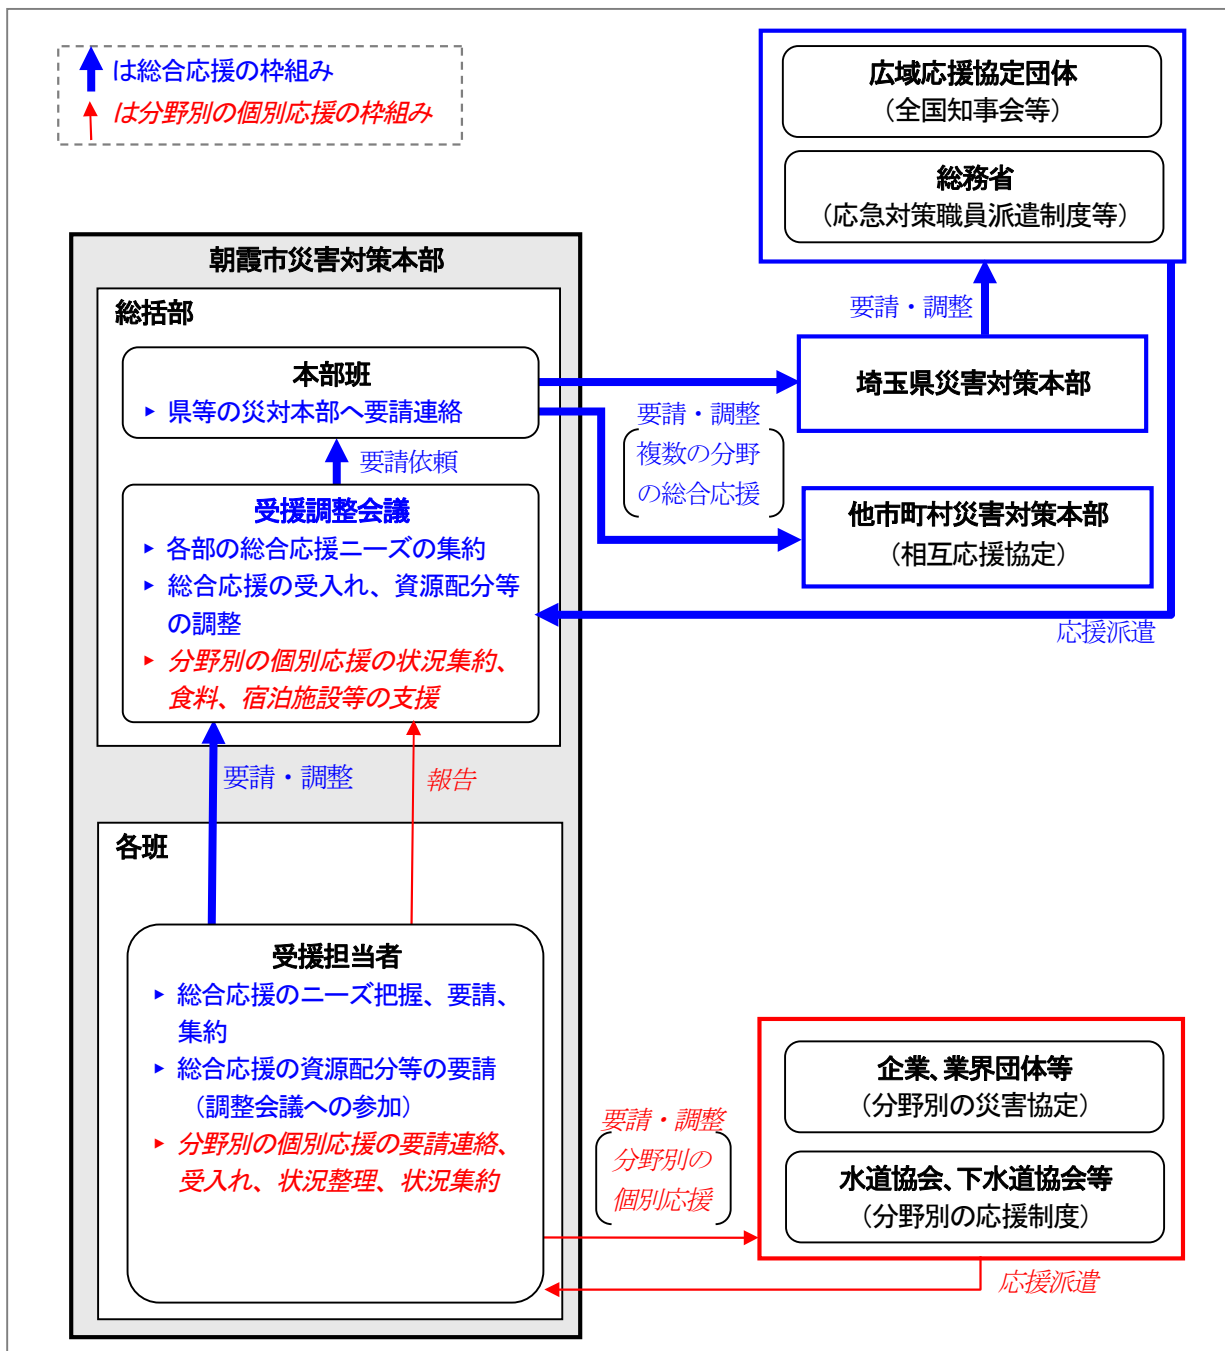 は総合応援の枠組み
は分野別の個別応援の枠組み
広域応援協定団体
（全国知事会等）
総務省
（応急対策職員派遣制度等）
朝霞市災害対策本部
総括部
本部班
▸ 県等の災対本部へ要請連絡
要請依頼
受援調整会議
▸ 各部の総合応援ニーズの集約
▸ 総合応援の受入れ、資源配分等
の調整
▸ 分野別の個別応援の状況集約、
食料、宿泊施設等の支援
要請・調整
埼玉県災害対策本部
要請・調整
複数の分野
の総合応援
他市町村災害対策本部
（相互応援協定）
応援派遣
要請・調整
報告
各班
受援担当者
▸ 総合応援のニーズ把握、要請、
集約
▸ 総合応援の資源配分等の要請
（調整会議への参加）
▸ 分野別の個別応援の要請連絡、
受入れ、状況整理、状況集約
要請・調整
分野別の
個別応援
企業、業界団体等
（分野別の災害協定）
水道協会、下水道協会等
（分野別の応援制度）
応援派遣